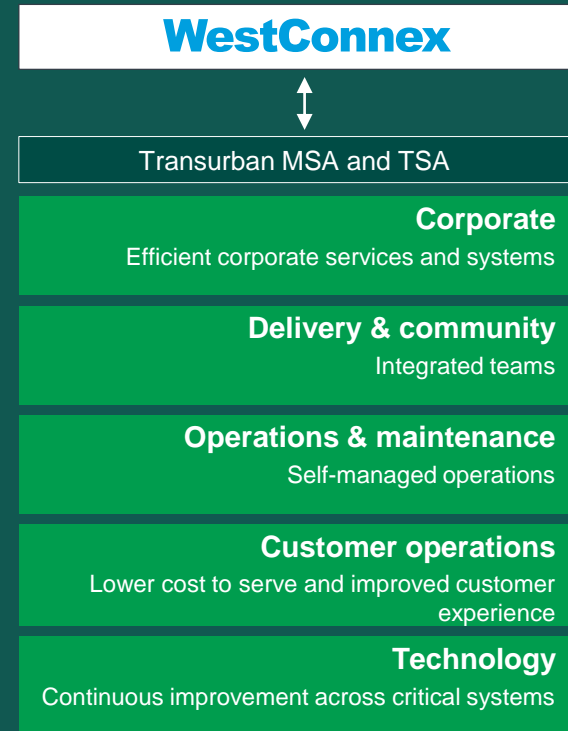 WestConnex
Transurban MSA and TSA
Corporate
Efficient corporate services and systems
Delivery & community
Integrated teams
Operations & maintenance
Self-managed operations
Customer operations
Lower cost to serve and improved customer
experience
Technology
Continuous improvement across critical systems